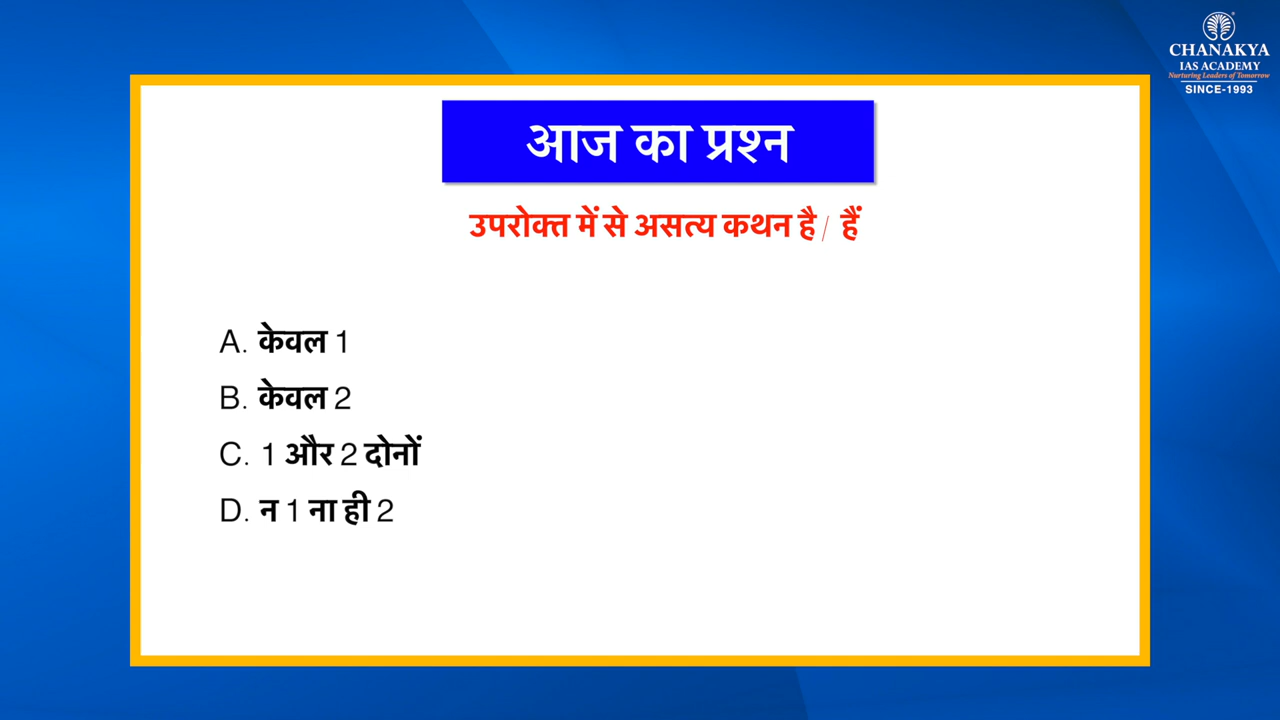 CHANAKYA
IAS ACADEMY
Nurturing Leaders of Tomorrow
SINCE-1993
आज का प्रश्न
उपरोक्त में से असत्य कथन है / हैं
A. केवल 1
B. केवल 2
C. 1 और 2 दोनों
D. न 1 ना ही 2